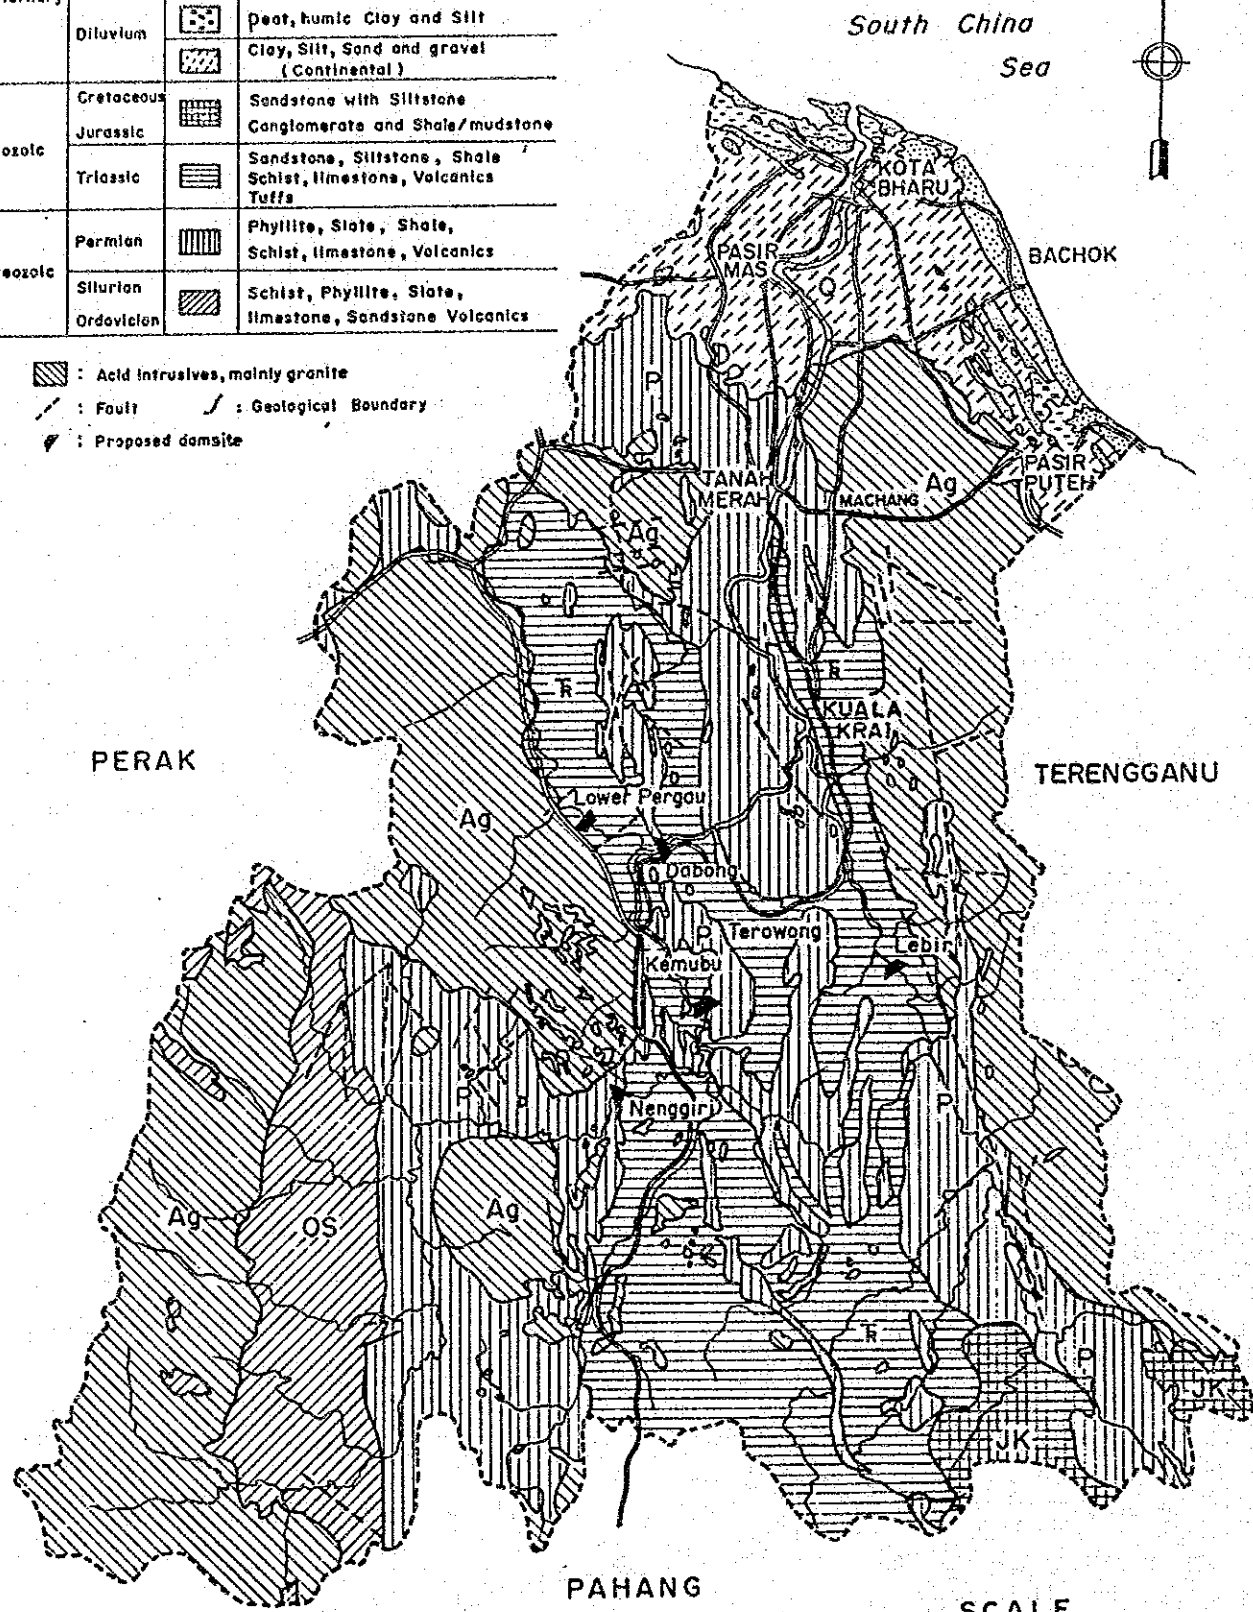 Diluvium
peat, humic Clay and Silt
Clay, Silt, Sand and gravel
(Continental)
Cretaceous
Jurassic
Sandstone with Siltstone
Conglomerate and Shale/mudstone
Triassic
Sandstone, Siltstone, Shale
Schist, limestone, Volcanics
Tuffs
Permian
Phyllite, Slate, Shale,
Schist, limestone, Volcanics
Silurian
Ordovician
Schist, Phyllite, Slate,
limestone, Sandstone Volcanics
: Acid intrusives, mainly granite
: Fault
: Geological Boundary
: Proposed damsite
South China
Sea
KOTA
BHARU
PASIR
MAS
Q
BACHOK
P
TANAH
MERAH
MACHANG
Ag
PASIR
PUTEH
Ag
TR
TR
KUALA
KRAI
PERAK
TERENGGANU
Lower Pergau
Ag
Dabong
P
Terowong
Lebir
Kemubu
P
P
Nenggiri
P
Ag
OS
Ag
TR
P
JK
JK
PAHANG
SCALE